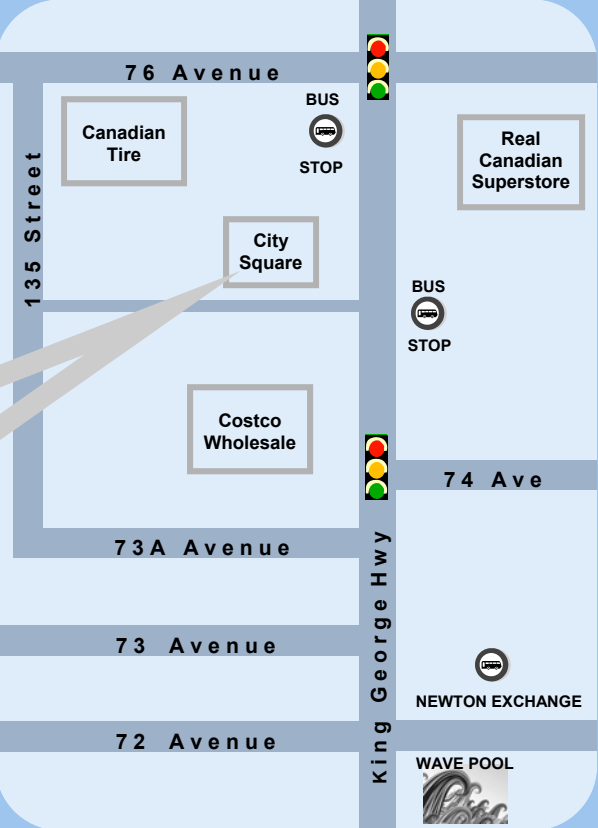 76 Avenue
BUS
STOP
Canadian
Tire
Real
Canadian
Superstore
135 Street
City
Square
BUS
STOP
Costco
Wholesale
74 Ave
73A Avenue
King George Hwy
73 Avenue
NEWTON EXCHANGE
72 Avenue
WAVE POOL